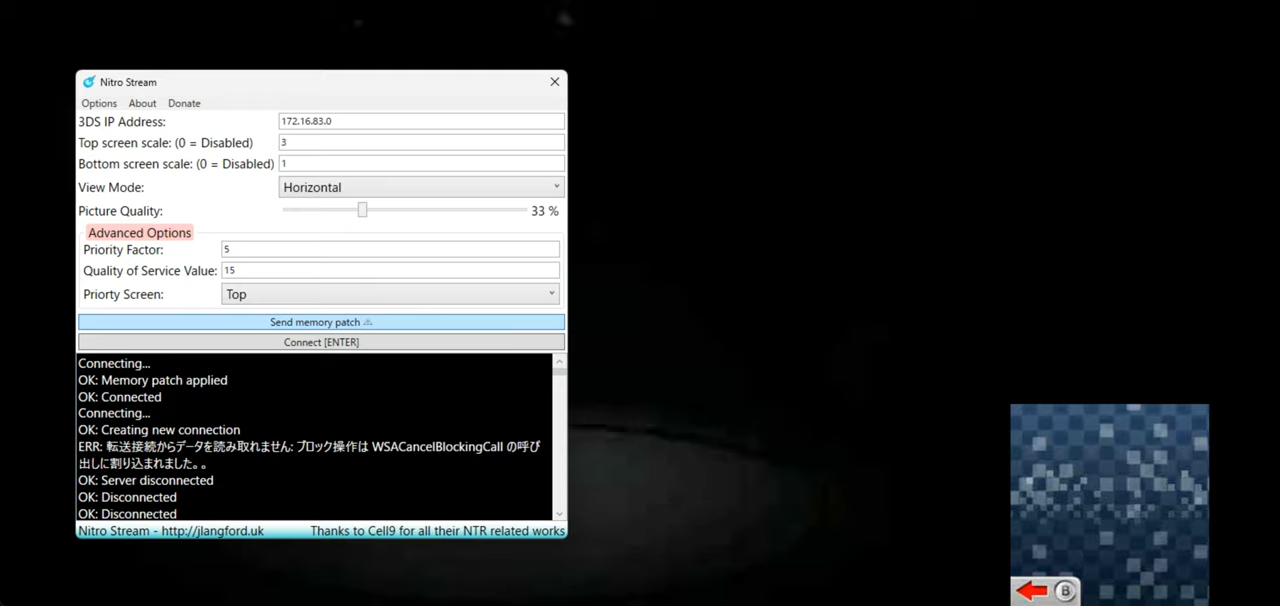 Nitro Stream
Options About Donate
3DS IP Address: 172.16.83.0
Top screen scale: (0 = Disabled) 3
Bottom screen scale: (0 = Disabled) 1
View Mode: Horizontal
Picture Quality: 33 %
Advanced Options
Priority Factor: 5
Quality of Service Value: 15
Priorty Screen: Top
Send memory patch ⚠
Connect [ENTER]
Connecting...
OK: Memory patch applied
OK: Connected
Connecting...
OK: Creating new connection
ERR: 転送接続からデータを読み取れません: ブロック操作は WSACancelBlockingCall の呼び
出しに割り込まれました。。
OK: Server disconnected
OK: Disconnected
OK: Disconnected
Nitro Stream - http://jlangford.uk Thanks to Cell9 for all their NTR related works
B